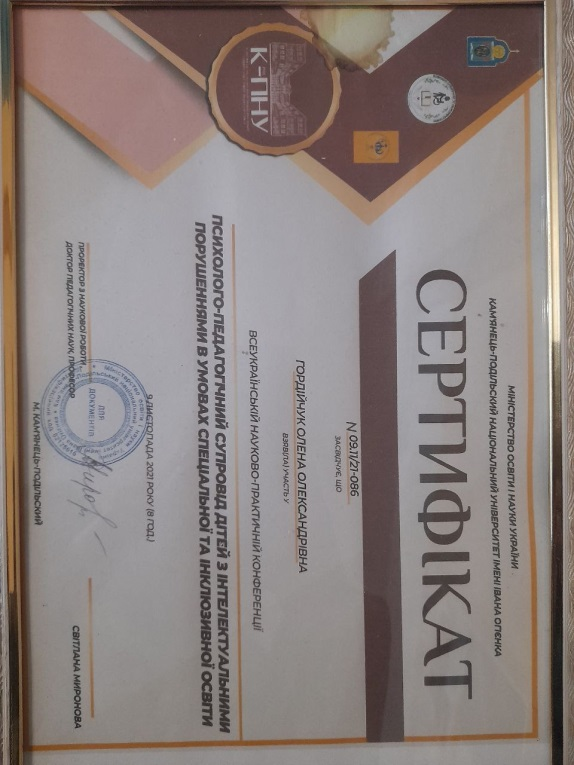 МІНІСТЕРСТВО ОСВІТИ І НАУКИ УКРАЇНИ
КАМ'ЯНЕЦЬ-ПОДІЛЬСЬКИЙ НАЦІОНАЛЬНИЙ УНІВЕРСИТЕТ ІМЕНІ ІВАНА ОГІЄНКА
К-ПНУ
СЕРТИФІКАТ
N 09.11/21-086
ЗАСВІДЧУЄ, ЩО
ГОРДІЙЧУК ОЛЕНА ОЛЕКСАНДРІВНА
ВЗЯВ(ЛА) УЧАСТЬ У
ВСЕУКРАЇНСЬКІЙ НАУКОВО-ПРАКТИЧНІЙ КОНФЕРЕНЦІЇ
ПСИХОЛОГО-ПЕДАГОГІЧНИЙ СУПРОВІД ДІТЕЙ З ІНТЕЛЕКТУАЛЬНИМИ
ПОРУШЕННЯМИ В УМОВАХ СПЕЦІАЛЬНОЇ ТА ІНКЛЮЗИВНОЇ ОСВІТИ
9 ЛИСТОПАДА 2021 РОКУ (8 ГОД.)
ПРОРЕКТОР З НАУКОВОЇ РОБОТИ
ДОКТОР ПЕДАГОГІЧНИХ НАУК, ПРОФЕСОР
СВІТЛАНА МИРОНОВА
ДЛЯ
ДОКУМЕНТІВ
М. КАМ'ЯНЕЦЬ-ПОДІЛЬСЬКИЙ